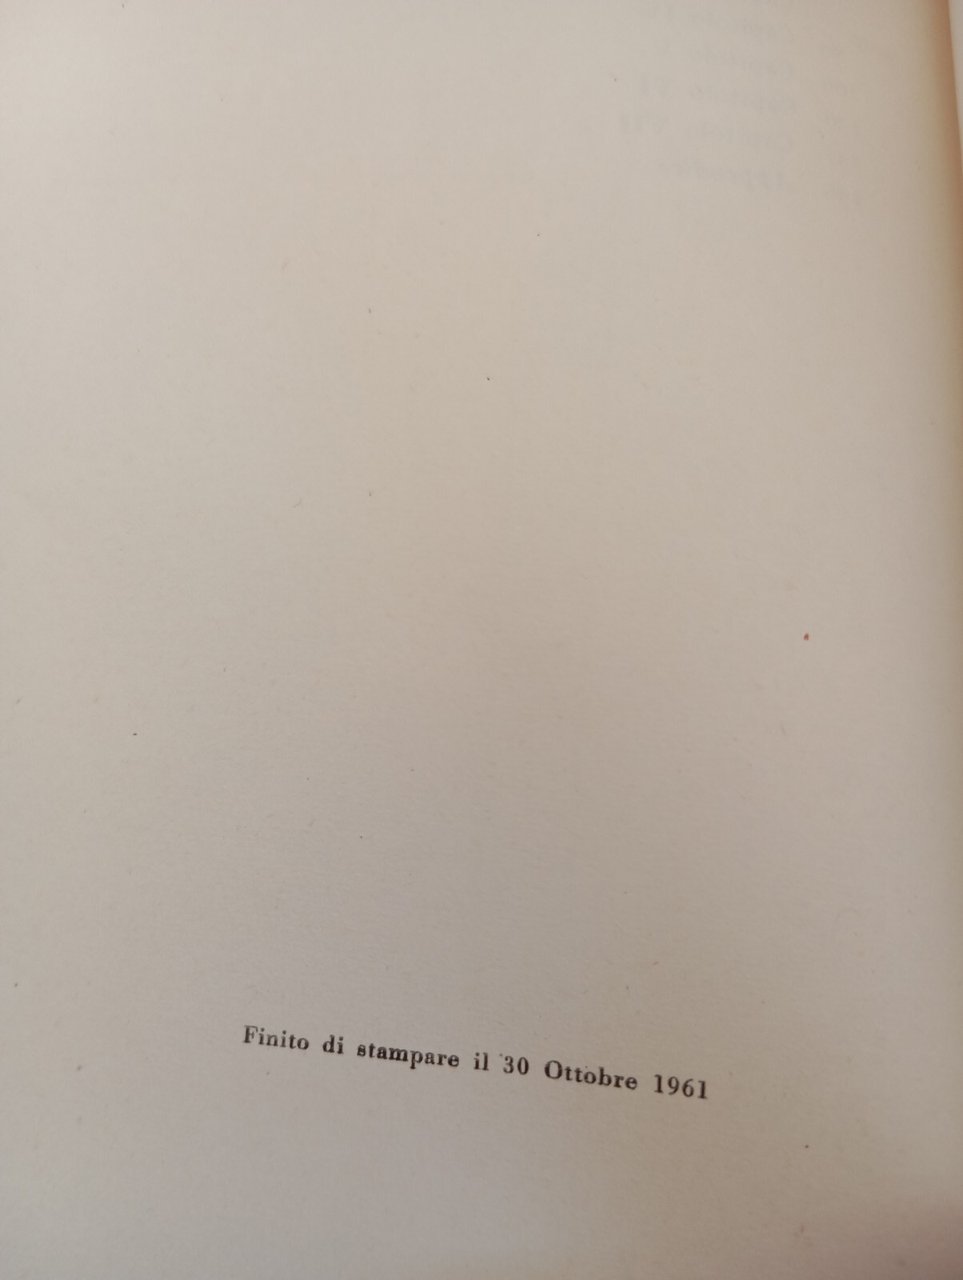 Finito di stampare il 30 Ottobre 1961